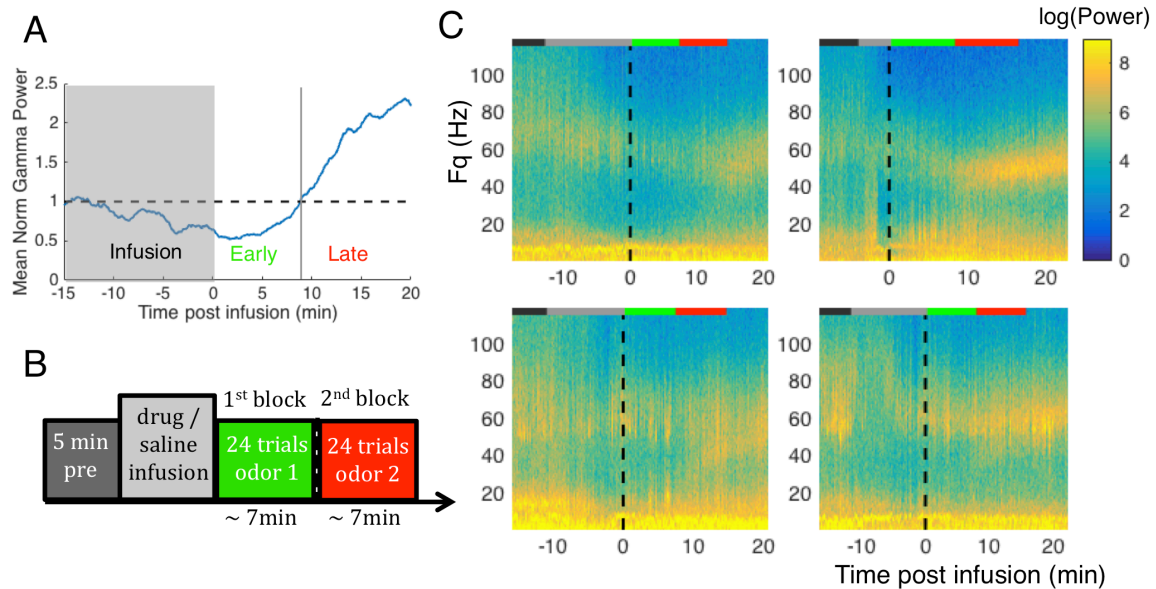 A
Mean Norm Gamma Power
2.5
2
1.5
1
0.5
0
Infusion
Early
Late
-15
-10
-5
0
5
10
15
20
Time post infusion (min)
B
1st block
2nd block
5 min
pre
drug /
saline
infusion
24 trials
odor 1
24 trials
odor 2
~ 7min
~ 7min
C
log(Power)
Fq (Hz)
100
80
60
40
20
-10
0
10
20
100
80
60
40
20
-10
0
10
20
8
6
4
2
0
100
80
60
40
20
-10
0
10
20
100
80
60
40
20
-10
0
10
20
Time post infusion (min)